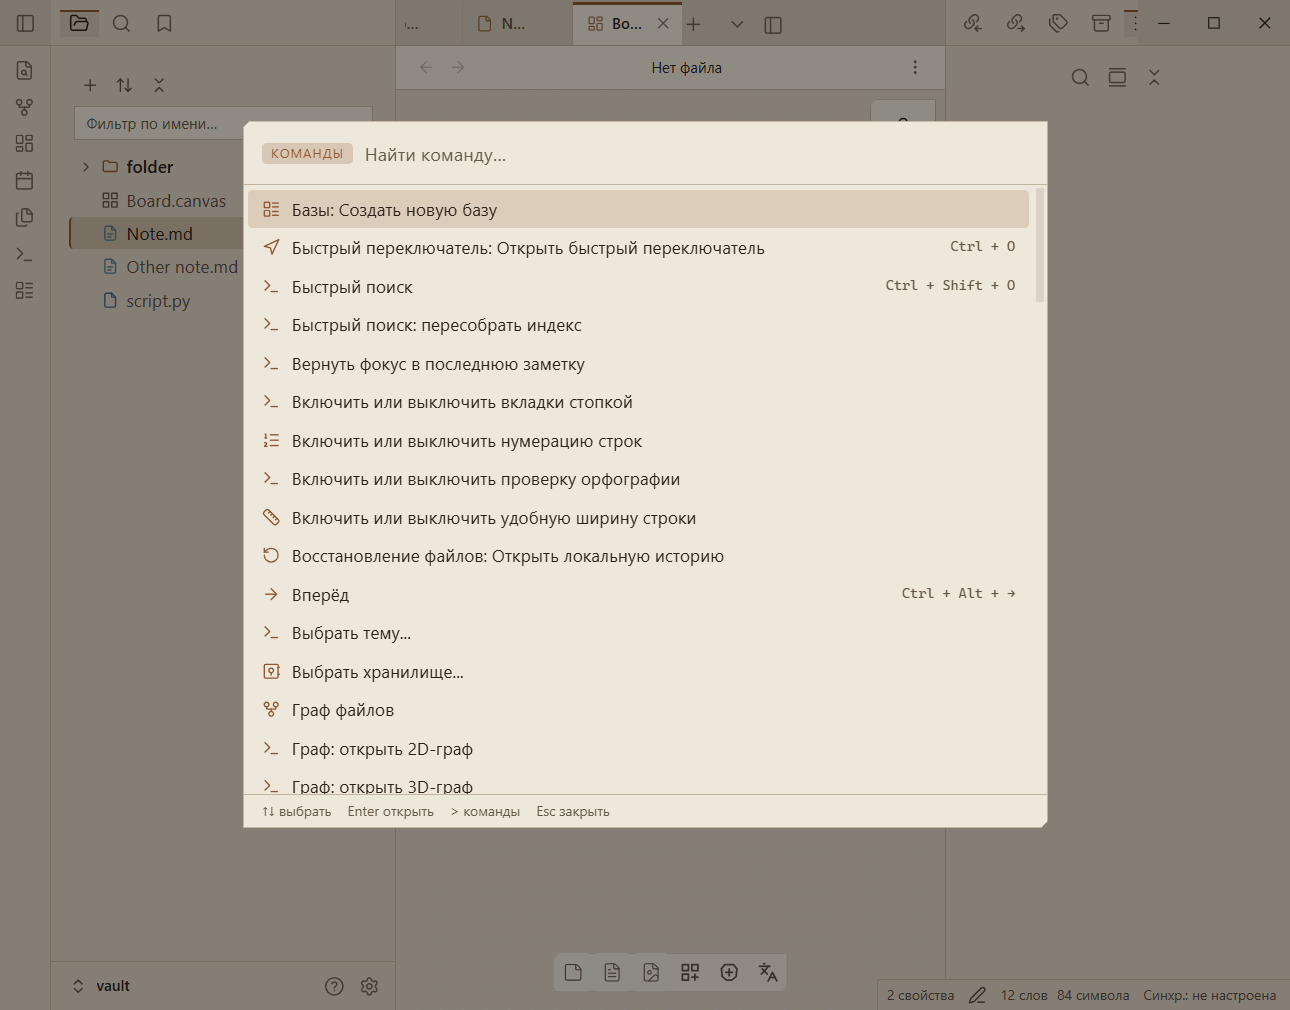 ...
N...
Bo...
Нет файла
Фильтр по имени...
folder
Board.canvas
Note.md
Other note.md
script.py
КОМАНДЫ
Найти команду...
Базы: Создать новую базу
Быстрый переключатель: Открыть быстрый переключатель
Ctrl + O
Быстрый поиск
Ctrl + Shift + O
Быстрый поиск: пересобрать индекс
Вернуть фокус в последнюю заметку
Включить или выключить вкладки стопкой
Включить или выключить нумерацию строк
Включить или выключить проверку орфографии
Включить или выключить удобную ширину строки
Восстановление файлов: Открыть локальную историю
Вперёд
Ctrl + Alt + →
Выбрать тему...
Выбрать хранилище...
Граф файлов
Граф: открыть 2D-граф
Граф: открыть 3D-граф
↑↓ выбрать Enter открыть > команды Esc закрыть
vault
2 свойства 12 слов 84 символа Синхр.: не настроена